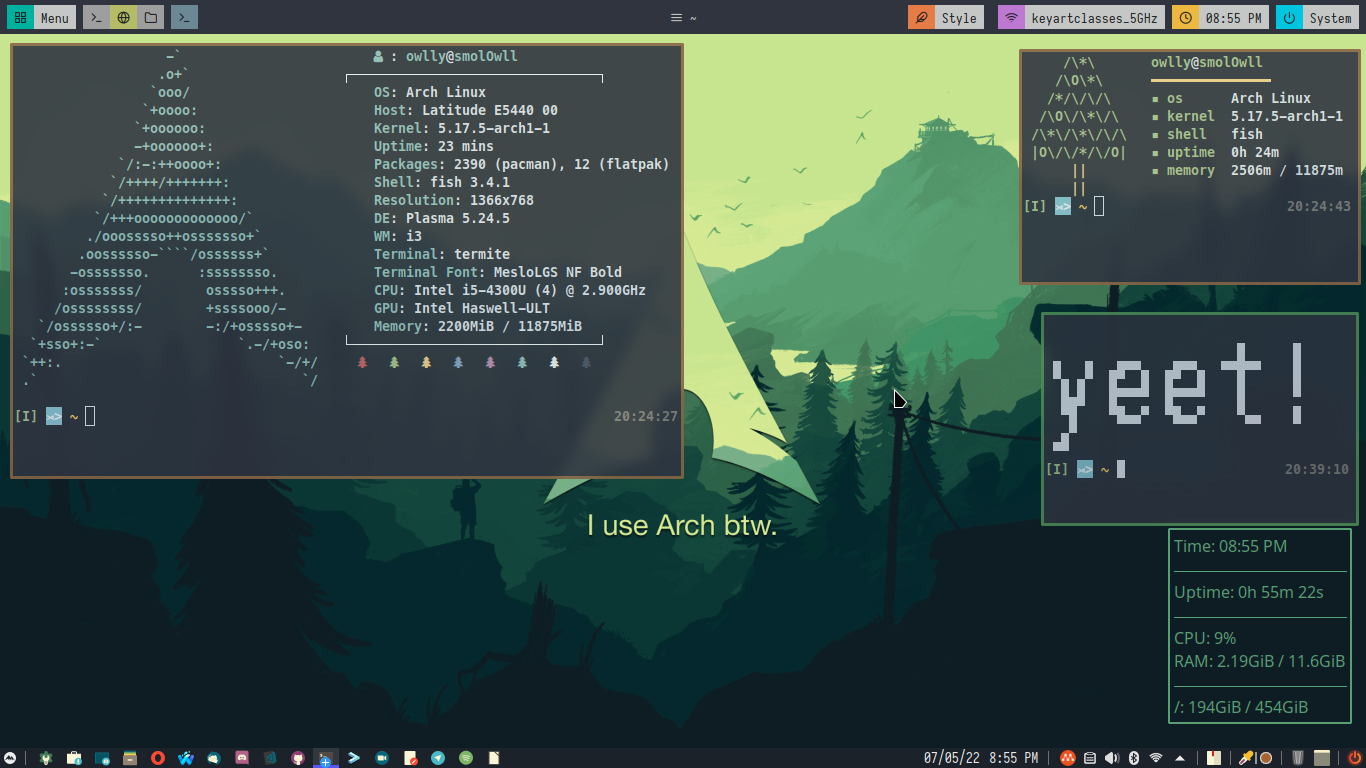 Menu
~
Style
keyartclasses_5GHz
08:55 PM
System
: owlly@smolOwll
OS: Arch Linux
Host: Latitude E5440 00
Kernel: 5.17.5-arch1-1
Uptime: 23 mins
Packages: 2390 (pacman), 12 (flatpak)
Shell: fish 3.4.1
Resolution: 1366x768
DE: Plasma 5.24.5
WM: i3
Terminal: termite
Terminal Font: MesloLGS NF Bold
CPU: Intel i5-4300U (4) @ 2.900GHz
GPU: Intel Haswell-ULT
Memory: 2200MiB / 11875MiB
[I] ~ 20:24:27
owlly@smolOwll
os Arch Linux
kernel 5.17.5-arch1-1
shell fish
uptime 0h 24m
memory 2506m / 11875m
[I] ~ 20:24:43
yeet!
[I] ~ 20:39:10
I use Arch btw.
Time: 08:55 PM
Uptime: 0h 55m 22s
CPU: 9%
RAM: 2.19GiB / 11.6GiB
/: 194GiB / 454GiB
07/05/22 8:55 PM